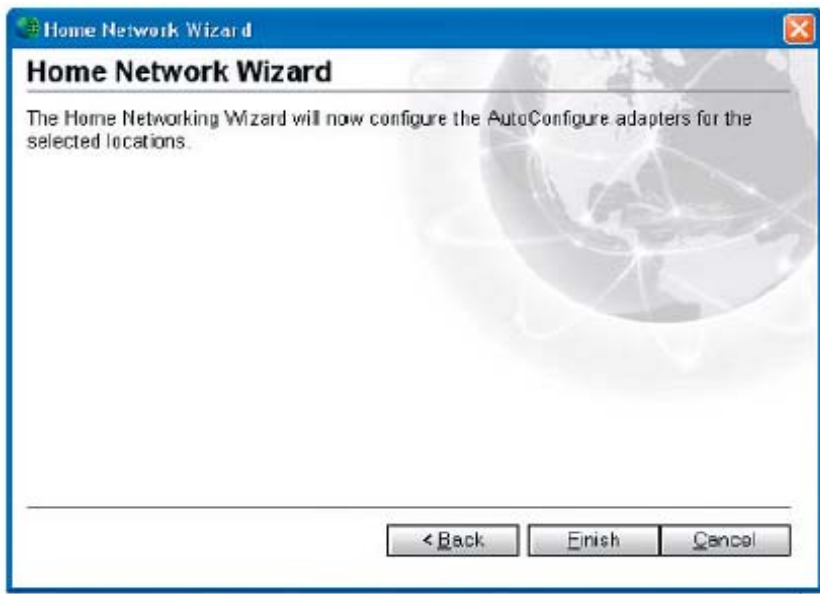 Home Network Wizard
Home Network Wizard
The Home Networking Wizard will now configure the AutoConfigure adapters for the
selected locations.
< Back Finish Cancel